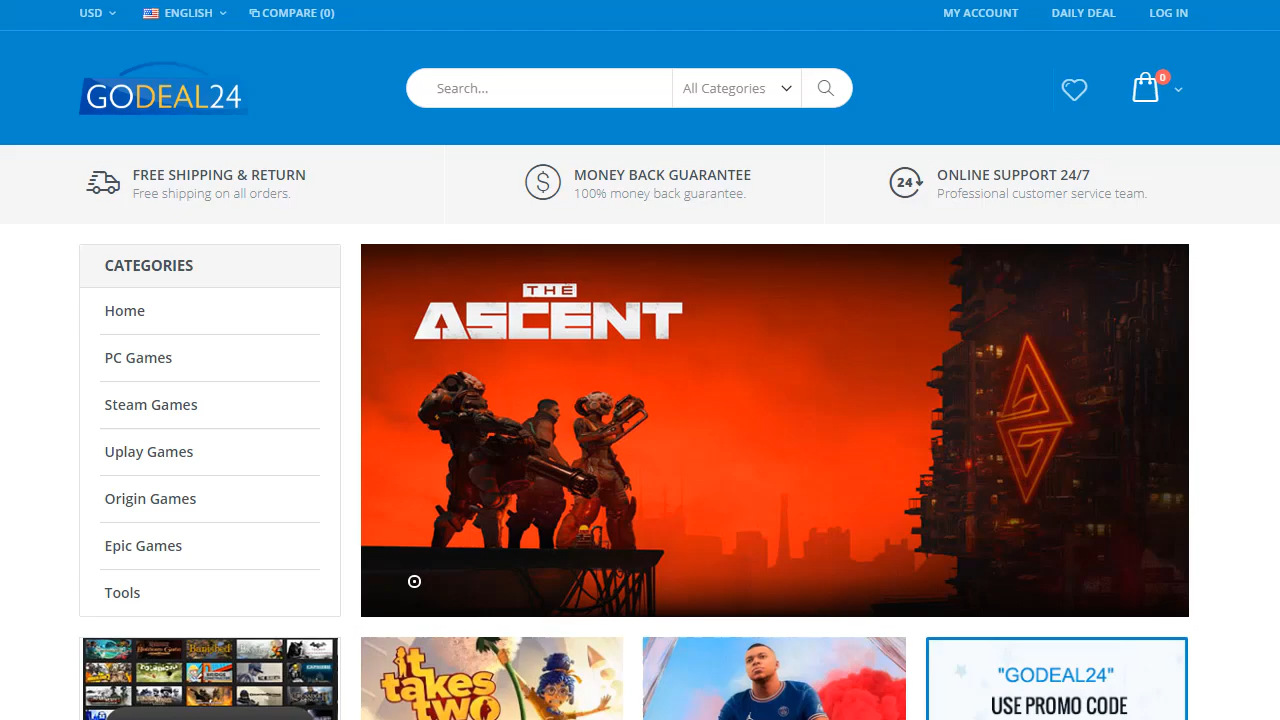 USD ENGLISH COMPARE (0) MY ACCOUNT DAILY DEAL LOG IN
GODEAL24
Search... All Categories 0
FREE SHIPPING & RETURN
Free shipping on all orders.
MONEY BACK GUARANTEE
100% money back guarantee.
24
ONLINE SUPPORT 24/7
Professional customer service team.
CATEGORIES
Home
PC Games
Steam Games
Uplay Games
Origin Games
Epic Games
Tools
THE
ASCENT
it
takes
two
"GODEAL24"
USE PROMO CODE